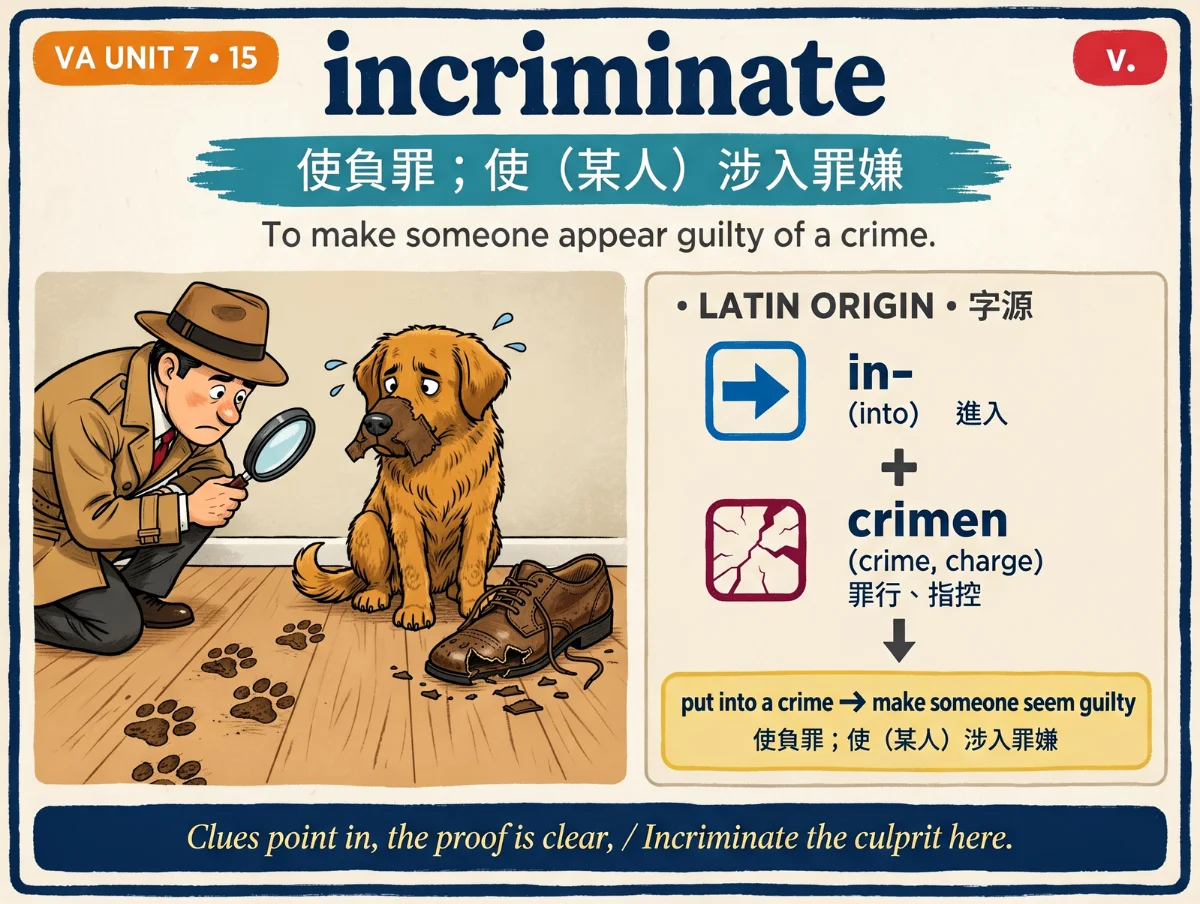 VA UNIT 7 • 15
incriminate
v.
使負罪；使（某人）涉入罪嫌
To make someone appear guilty of a crime.
• LATIN ORIGIN • 字源
in-
(into) 進入
+
crimen
(crime, charge)
罪行、指控
put into a crime → make someone seem guilty
使負罪；使（某人）涉入罪嫌
Clues point in, the proof is clear, / Incriminate the culprit here.